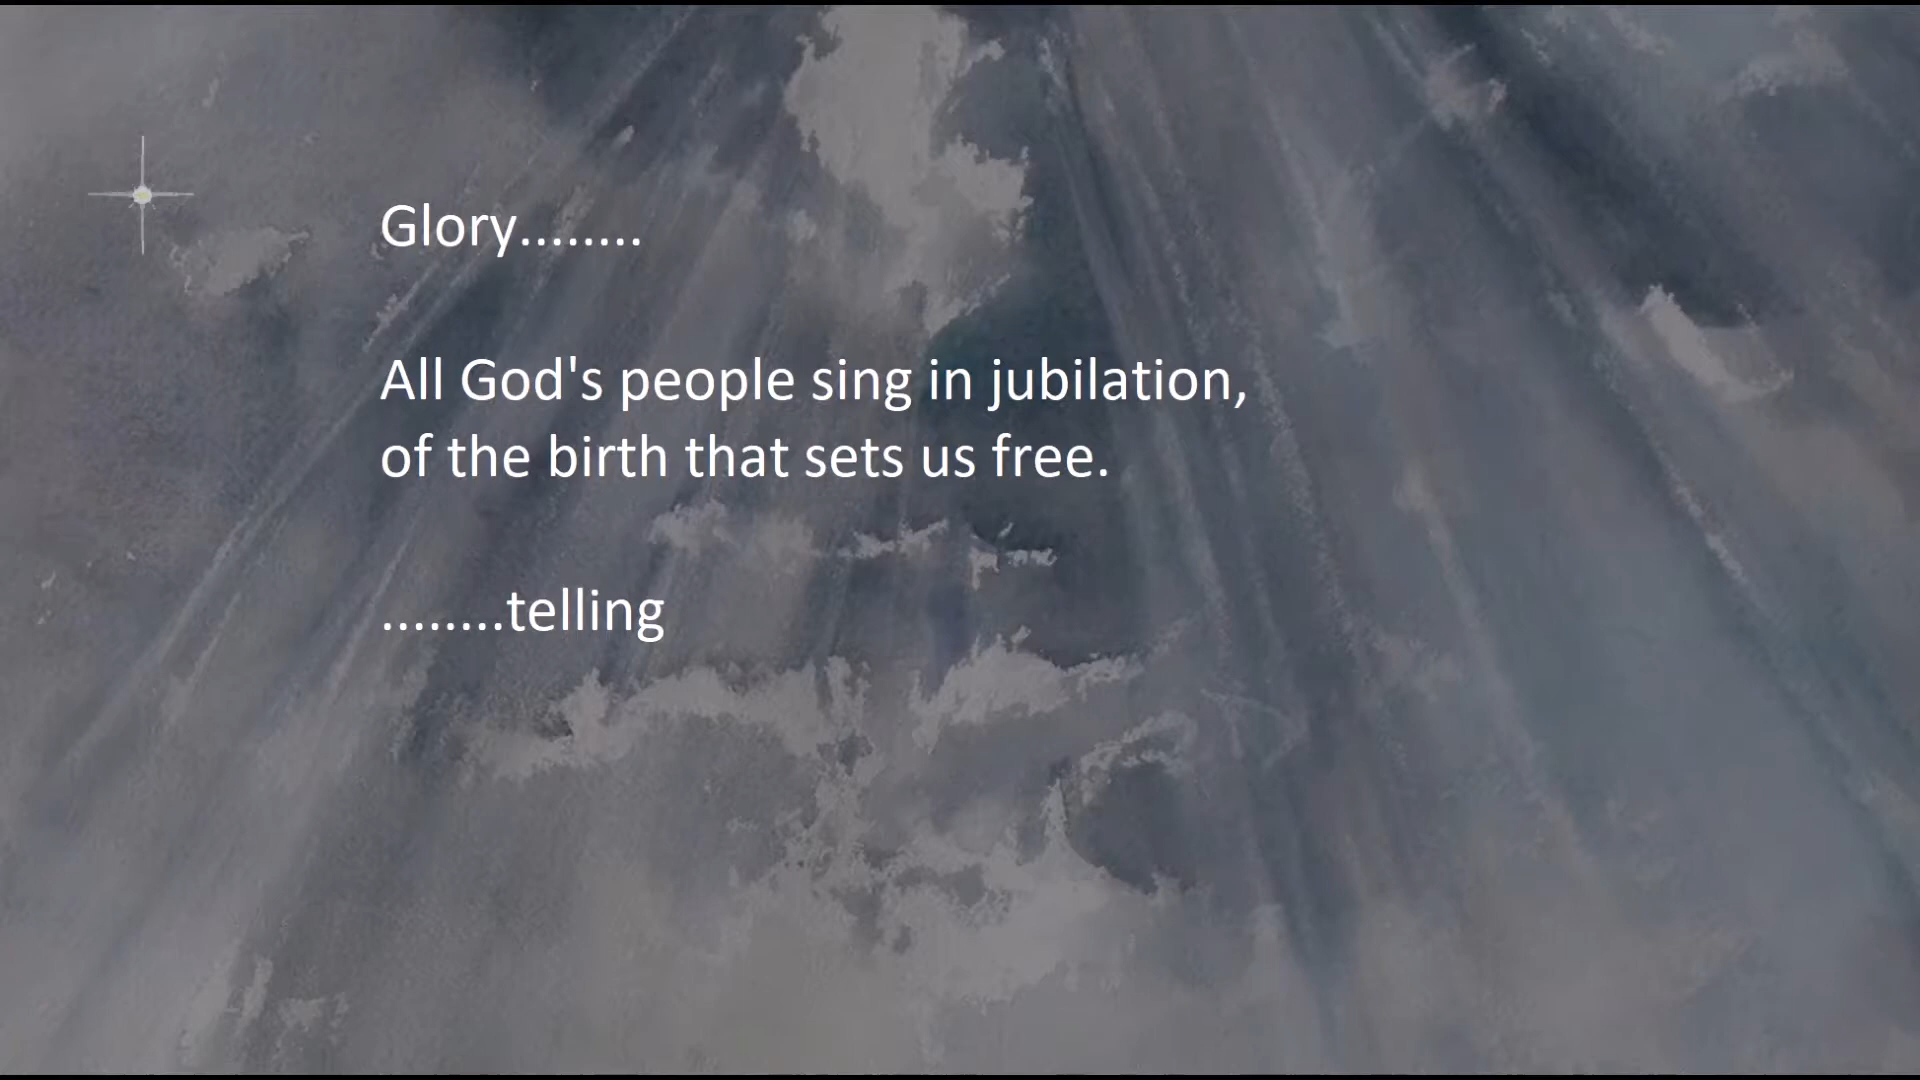 Glory........
All God's people sing in jubilation,
of the birth that sets us free.
........telling